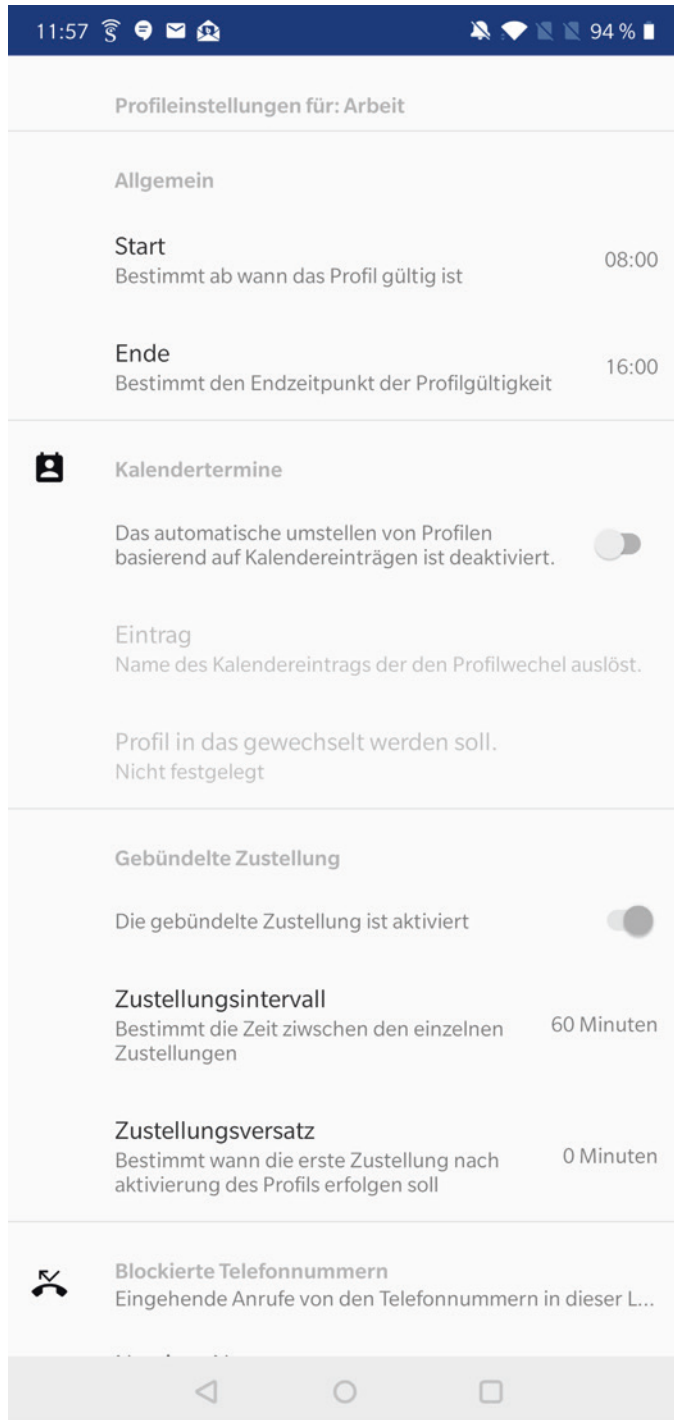 11:57
94 %
Profileinstellungen für: Arbeit
Allgemein
Start
Bestimmt ab wann das Profil gültig ist
08:00
Ende
Bestimmt den Endzeitpunkt der Profilgültigkeit
16:00
Kalendertermine
Das automatische umstellen von Profilen
basierend auf Kalendereinträgen ist deaktiviert.
Eintrag
Name des Kalendereintrags der den Profilwechel auslöst.
Profil in das gewechselt werden soll.
Nicht festgelegt
Gebündelte Zustellung
Die gebündelte Zustellung ist aktiviert
Zustellungsintervall
Bestimmt die Zeit ziwschen den einzelnen
Zustellungen
60 Minuten
Zustellungsversatz
Bestimmt wann die erste Zustellung nach
aktivierung des Profils erfolgen soll
0 Minuten
Blockierte Telefonnummern
Eingehende Anrufe von den Telefonnummern in dieser L...